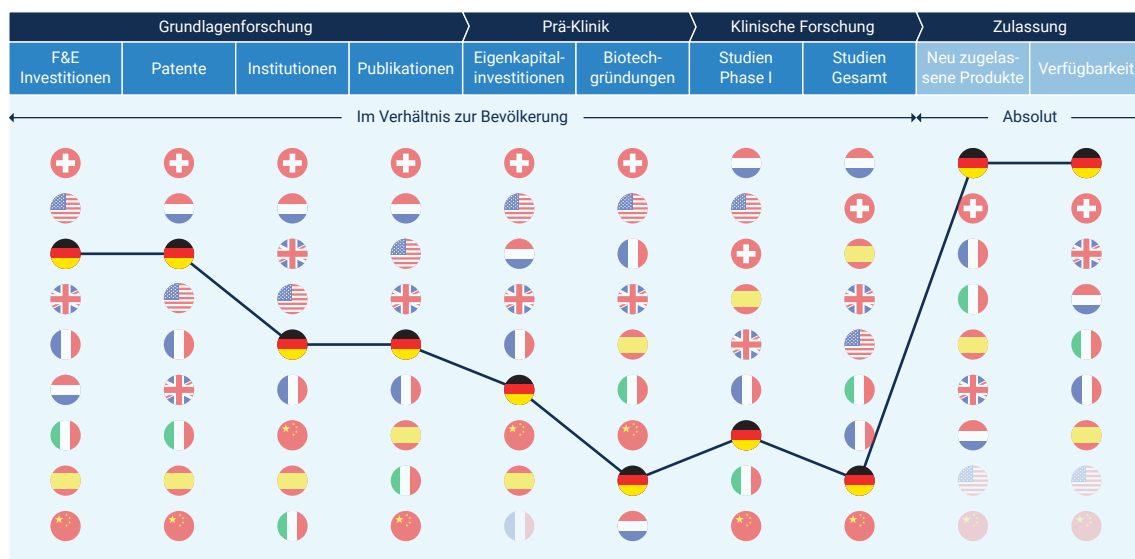 Grundlagenforschung
Prä-Klinik
Klinische Forschung
Zulassung
F&E
Investitionen
Patente
Institutionen
Publikationen
Eigenkapital-
investitionen
Biotech-
gründungen
Studien
Phase I
Studien
Gesamt
Neu zugelas-
sene Produkte
Verfügbarkeit
Im Verhältnis zur Bevölkerung
Absolut